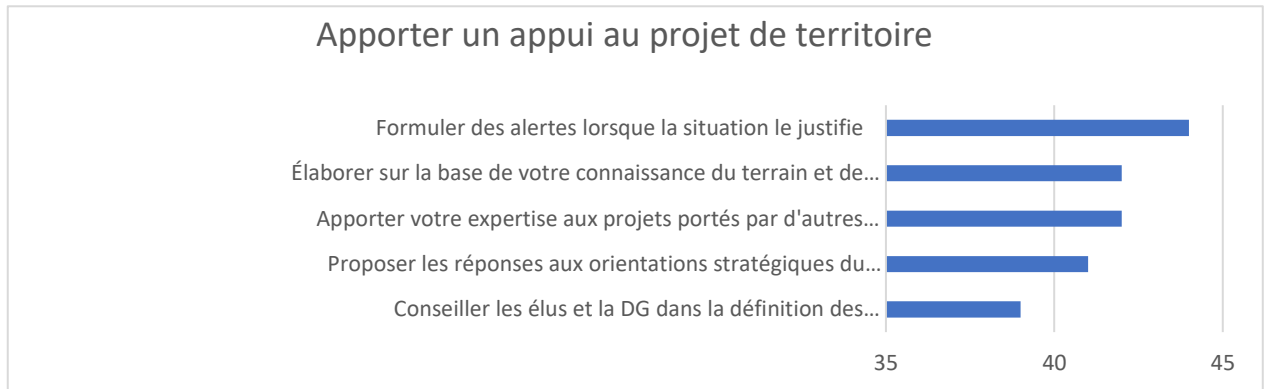 Apporter un appui au projet de territoire
Formuler des alertes lorsque la situation le justifie
Élaborer sur la base de votre connaissance du terrain et de…
Apporter votre expertise aux projets portés par d'autres…
Proposer les réponses aux orientations stratégiques du…
Conseiller les élus et la DG dans la définition des…
35 40 45